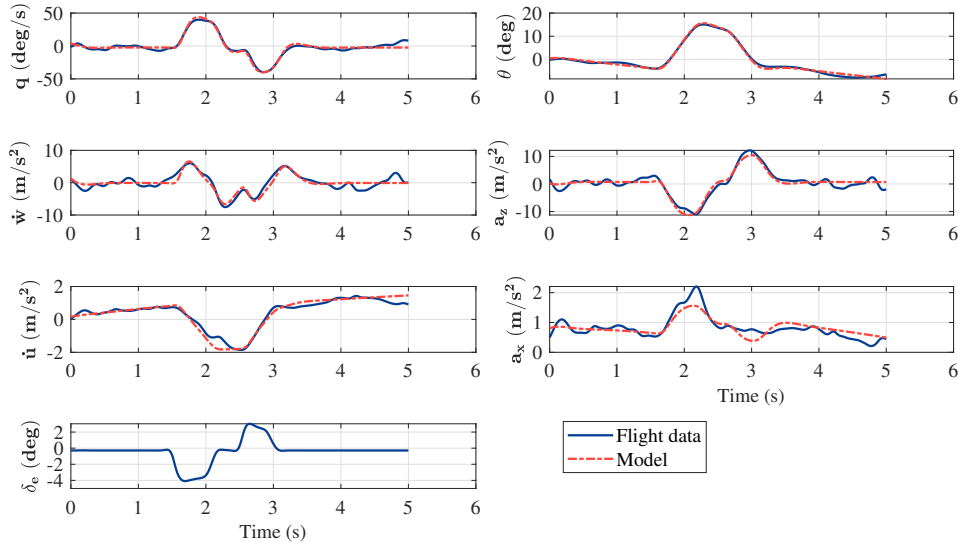 50
0
-50
q (deg/s)
0 1 2 3 4 5 6
20
10
0
θ (deg)
0 1 2 3 4 5 6
10
0
-10
ẇ (m/s²)
0 1 2 3 4 5 6
10
0
-10
a_z (m/s²)
0 1 2 3 4 5 6
2
0
-2
u̇ (m/s²)
0 1 2 3 4 5 6
2
1
0
a_x (m/s²)
0 1 2 3 4 5 6
Time (s)
2
0
-2
-4
δ_e (deg)
0 1 2 3 4 5 6
Time (s)
Flight data
Model